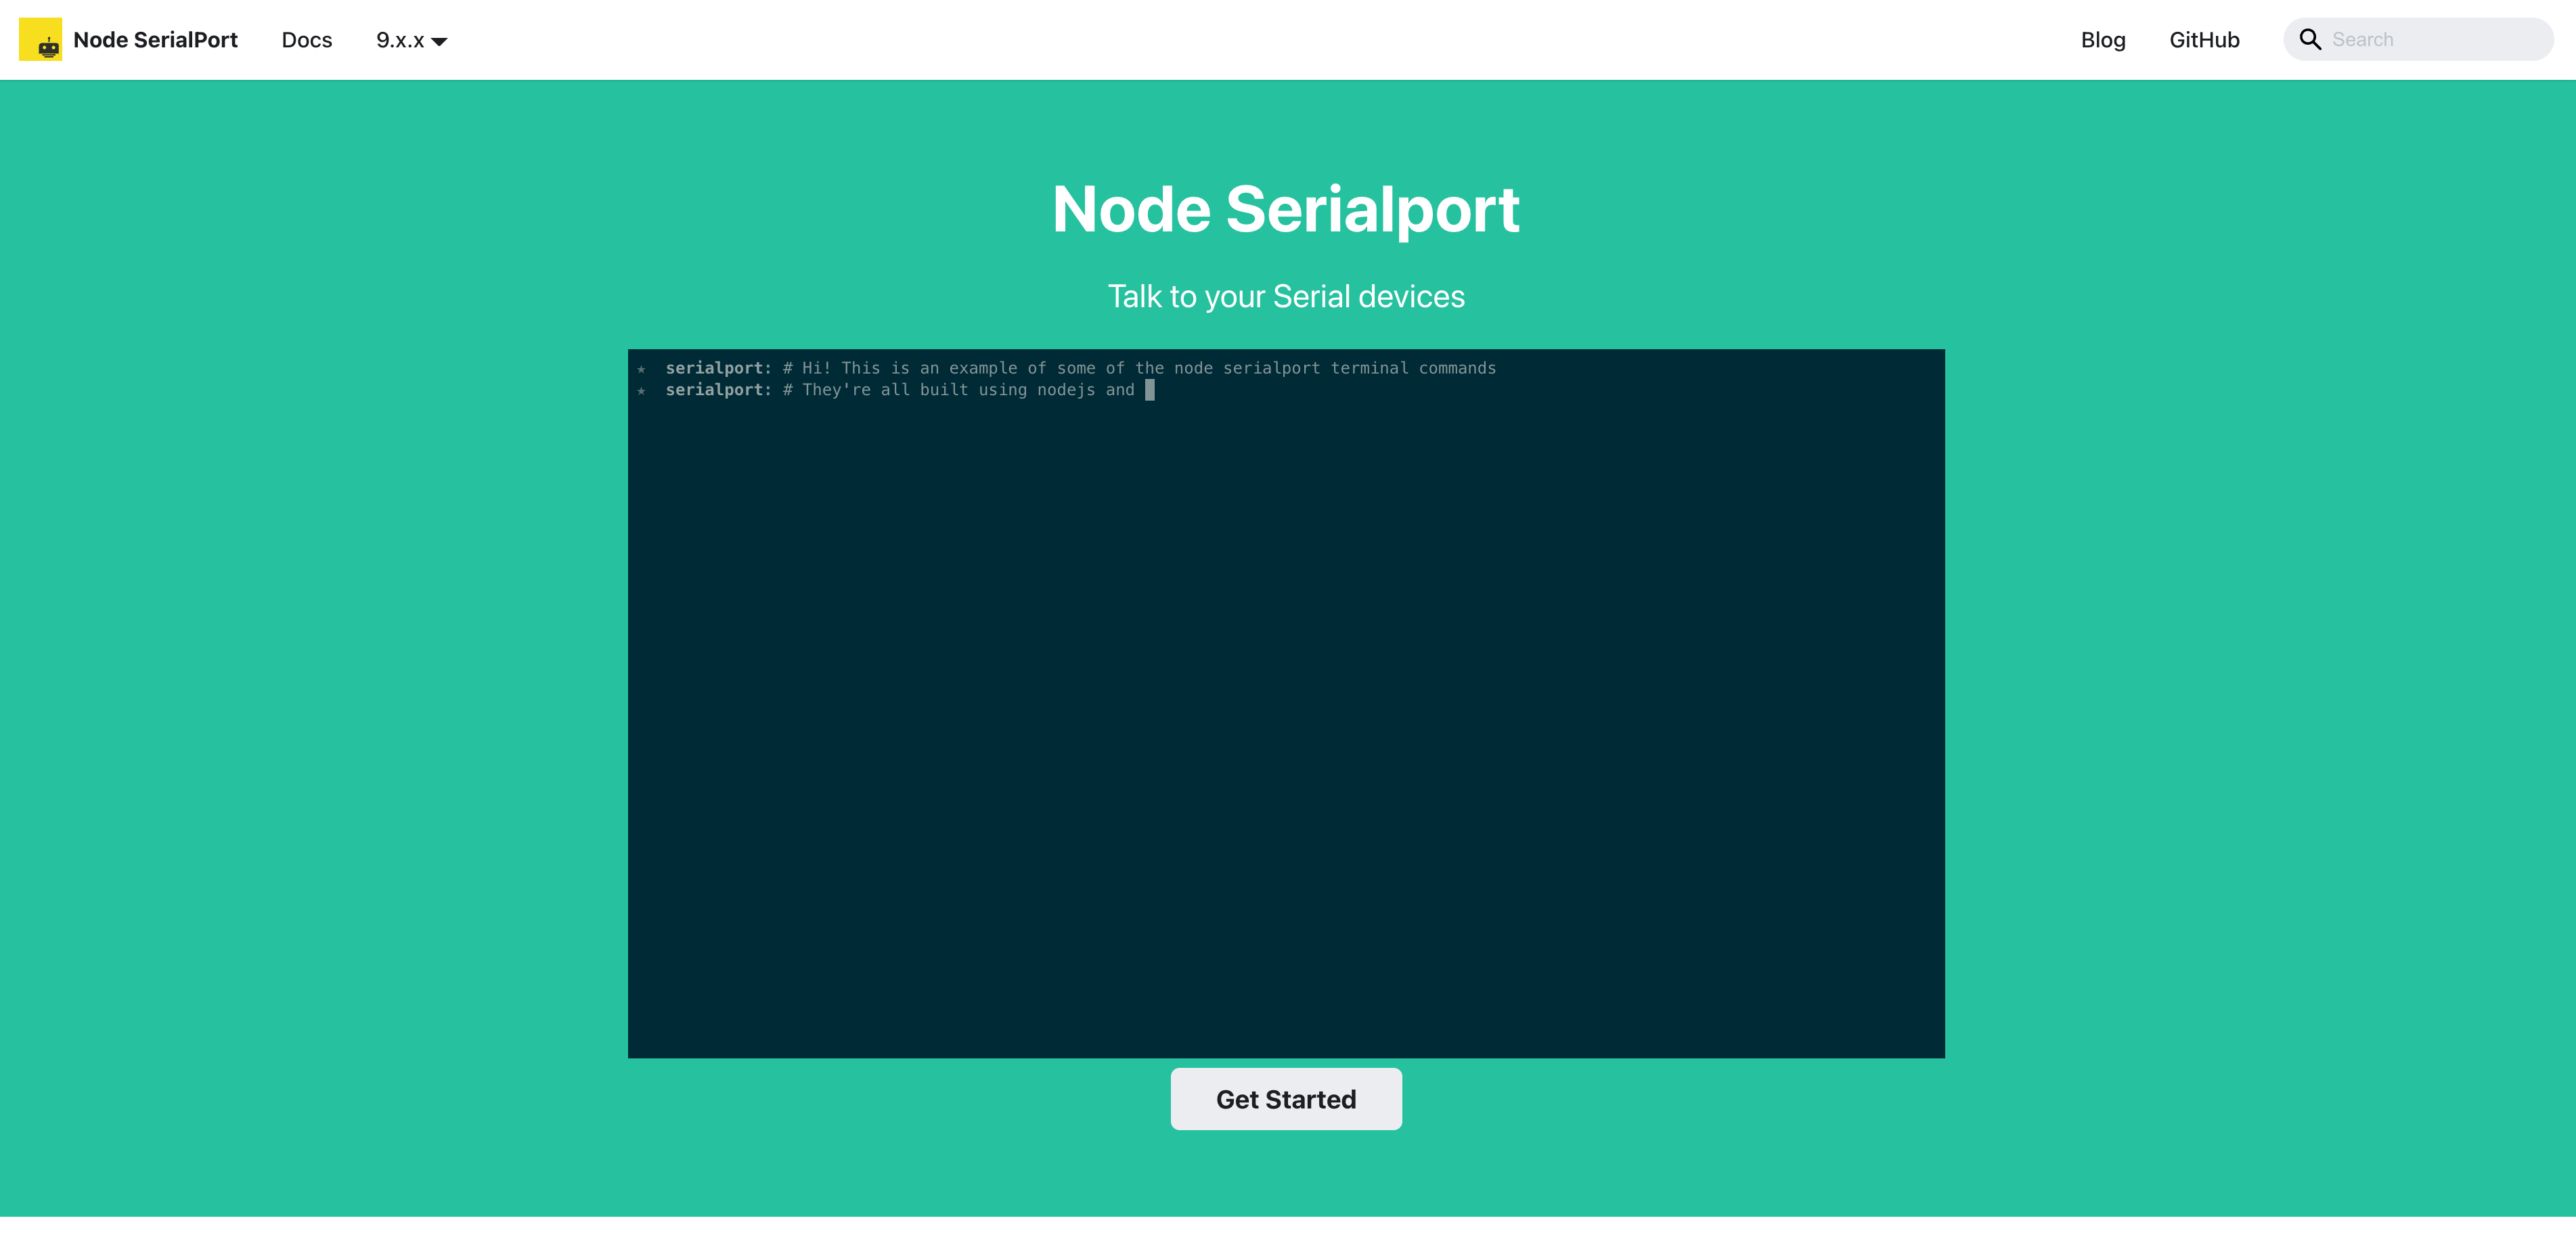 Node SerialPort
Docs
9.x.x
Blog
GitHub
Search
Node Serialport
Talk to your Serial devices
★ serialport: # Hi! This is an example of some of the node serialport terminal commands
★ serialport: # They're all built using nodejs and
Get Started